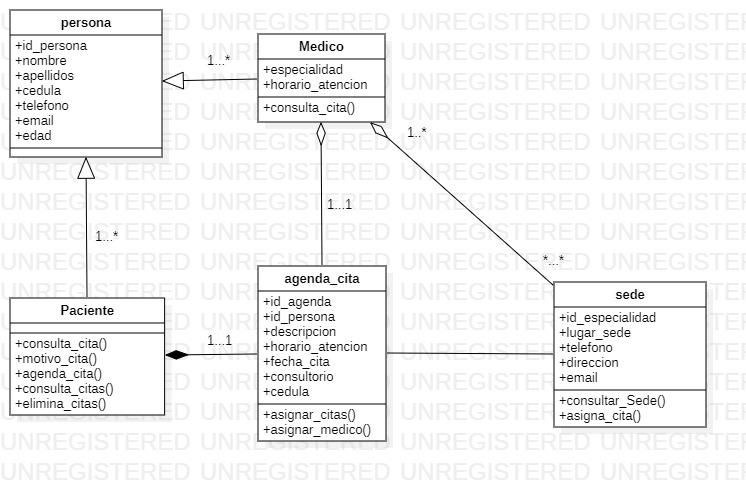 persona
+id_persona
+nombre
+apellidos
+cedula
+telefono
+email
+edad
1...*
Medico
+especialidad
+horario_atencion
+consulta_cita()
1..*
1...1
1...*
*...*
Paciente
+consulta_cita()
+motivo_cita()
+agenda_cita()
+consulta_citas()
+elimina_citas()
1...1
agenda_cita
+id_agenda
+id_persona
+descripcion
+horario_atencion
+fecha_cita
+consultorio
+cedula
+asignar_citas()
+asignar_medico()
sede
+id_especialidad
+lugar_sede
+telefono
+direccion
+email
+consultar_Sede()
+asigna_cita()
UNREGISTERED UNREGISTERED UNREGISTERED UNREGISTERED